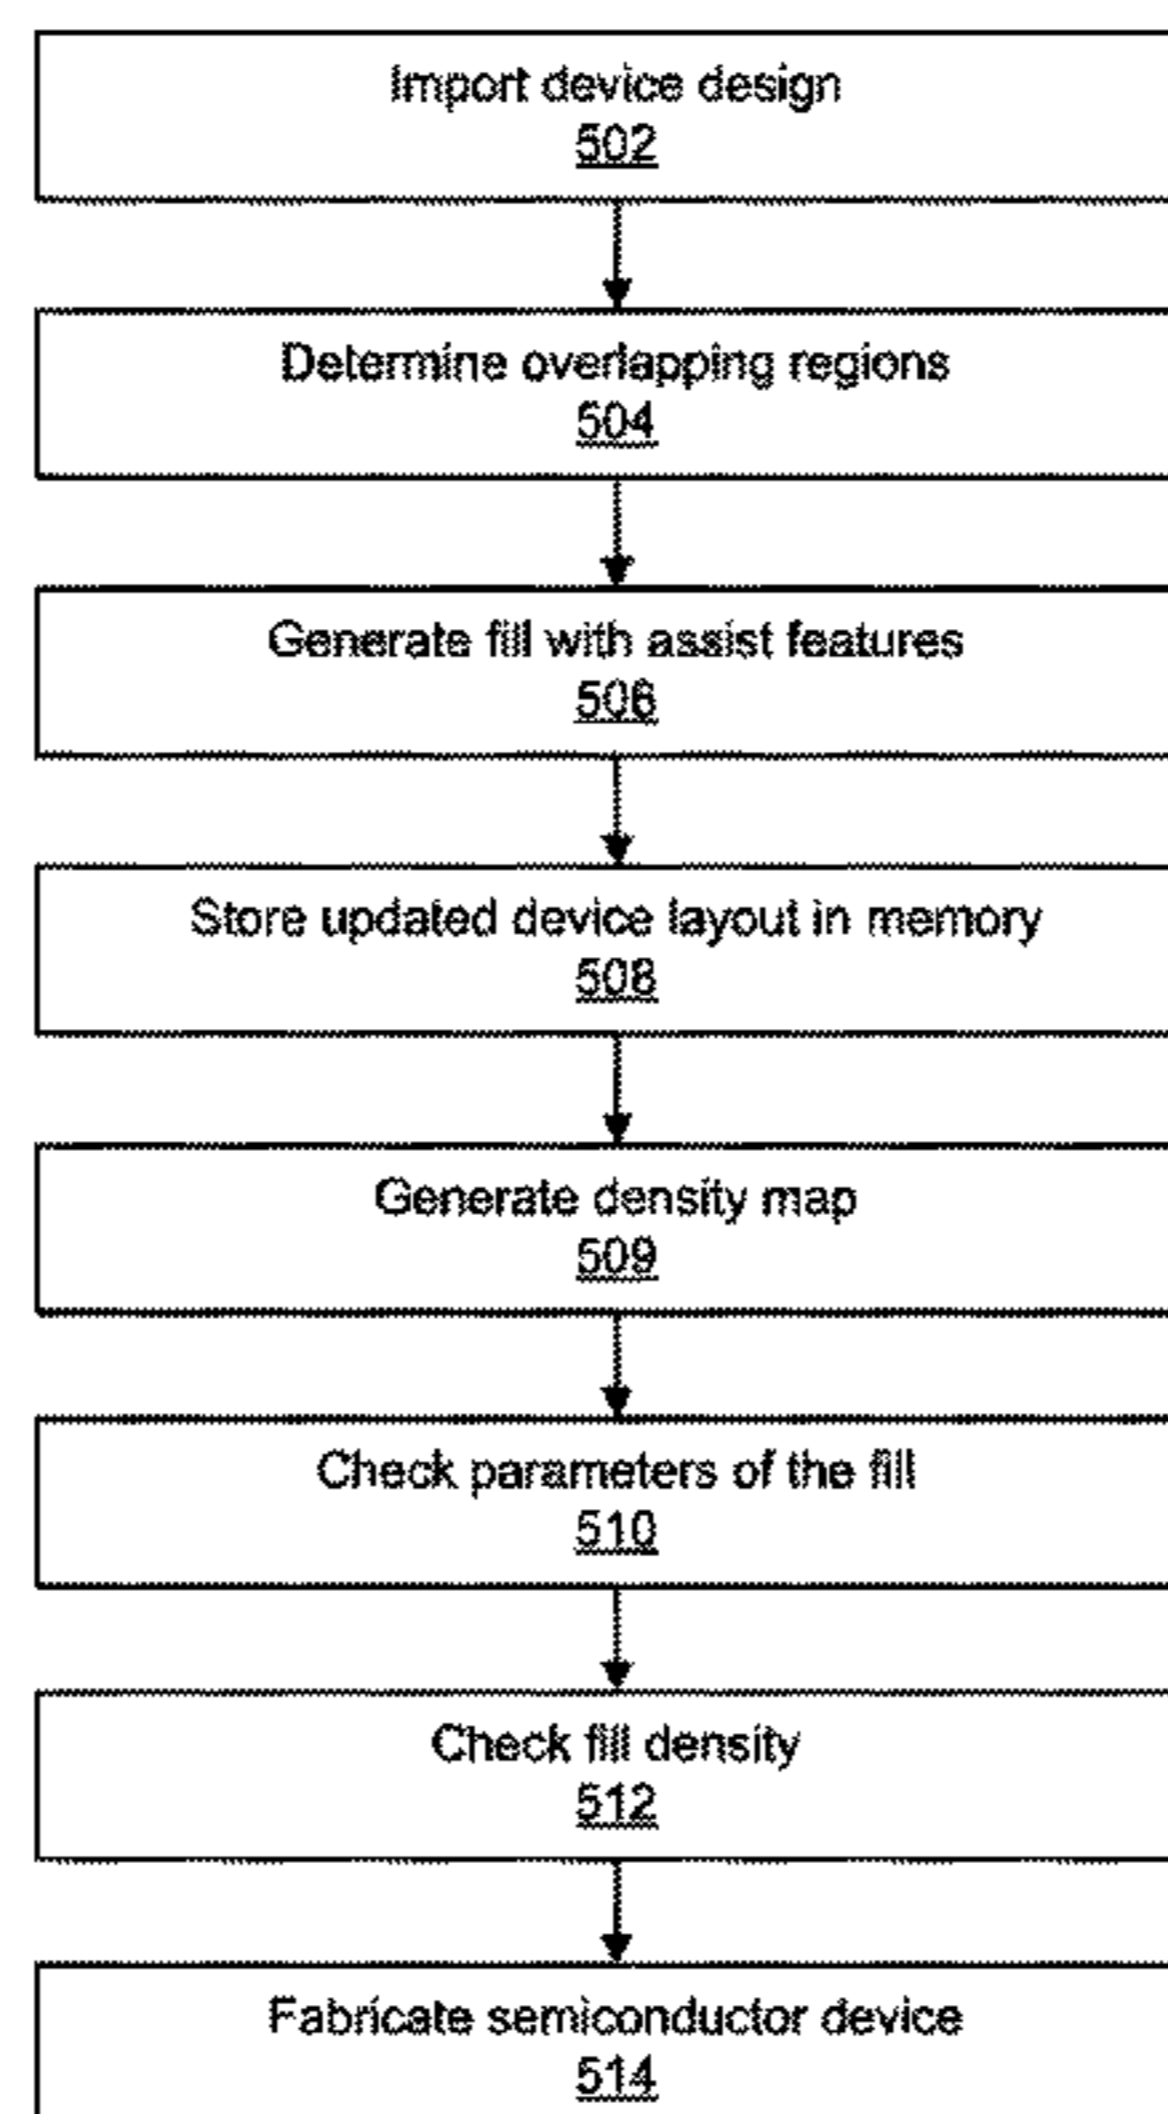 Import device design
502
Determine overlapping regions
504
Generate fill with assist features
506
Store updated device layout in memory
508
Generate density map
509
Check parameters of the fill
510
Check fill density
512
Fabricate semiconductor device
514